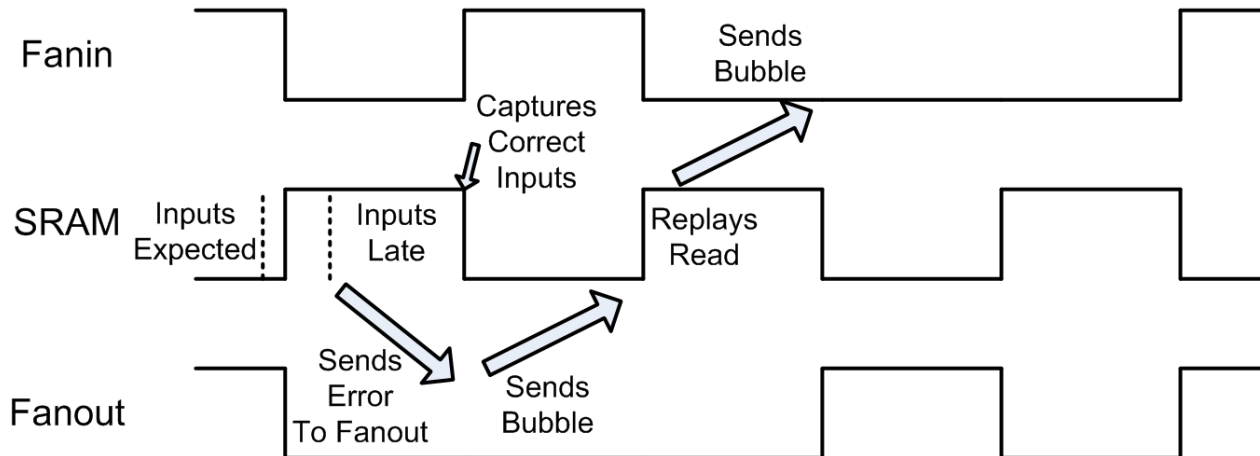 Fanin
Sends
Bubble
Captures
Correct
Inputs
SRAM
Inputs
Expected
Inputs
Late
Replays
Read
Sends
Error
To Fanout
Sends
Bubble
Fanout